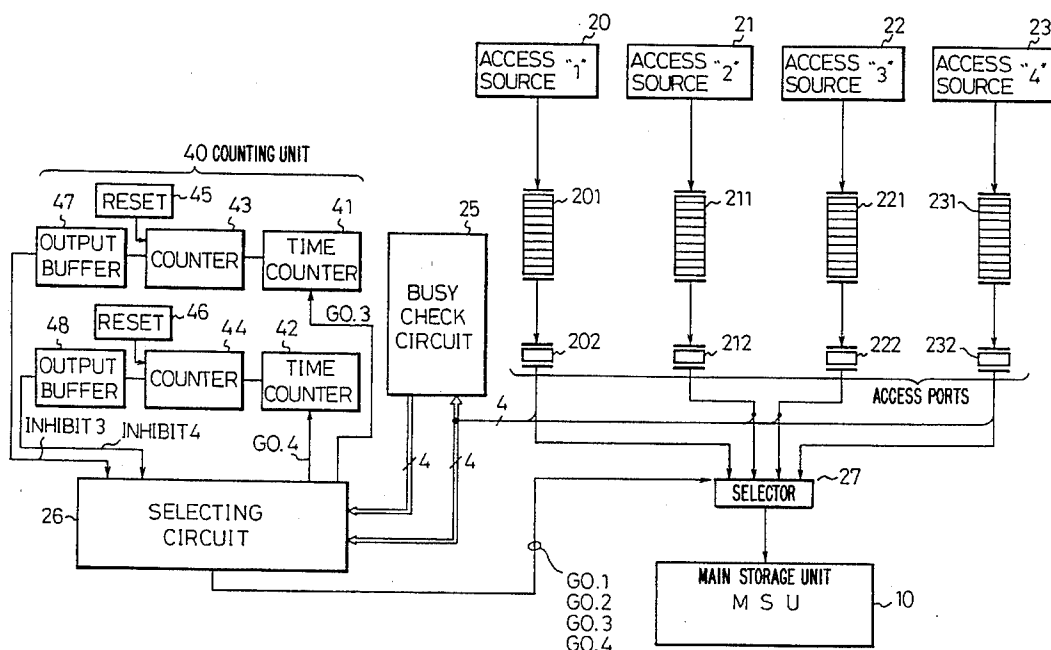 20
21
22
23
ACCESS "1"
SOURCE
ACCESS "2"
SOURCE
ACCESS "3"
SOURCE
ACCESS "4"
SOURCE
40 COUNTING UNIT
45
RESET
47
43
41
25
201
211
221
231
OUTPUT
BUFFER
COUNTER
TIME
COUNTER
BUSY
CHECK
CIRCUIT
GO.3
46
RESET
48
44
42
202
212
222
232
OUTPUT
BUFFER
COUNTER
TIME
COUNTER
ACCESS PORTS
INHIBIT 3
INHIBIT 4
GO.4
4
4
4
27
SELECTOR
26
SELECTING
CIRCUIT
GO.1
GO.2
GO.3
GO.4
MAIN STORAGE UNIT
M S U
10